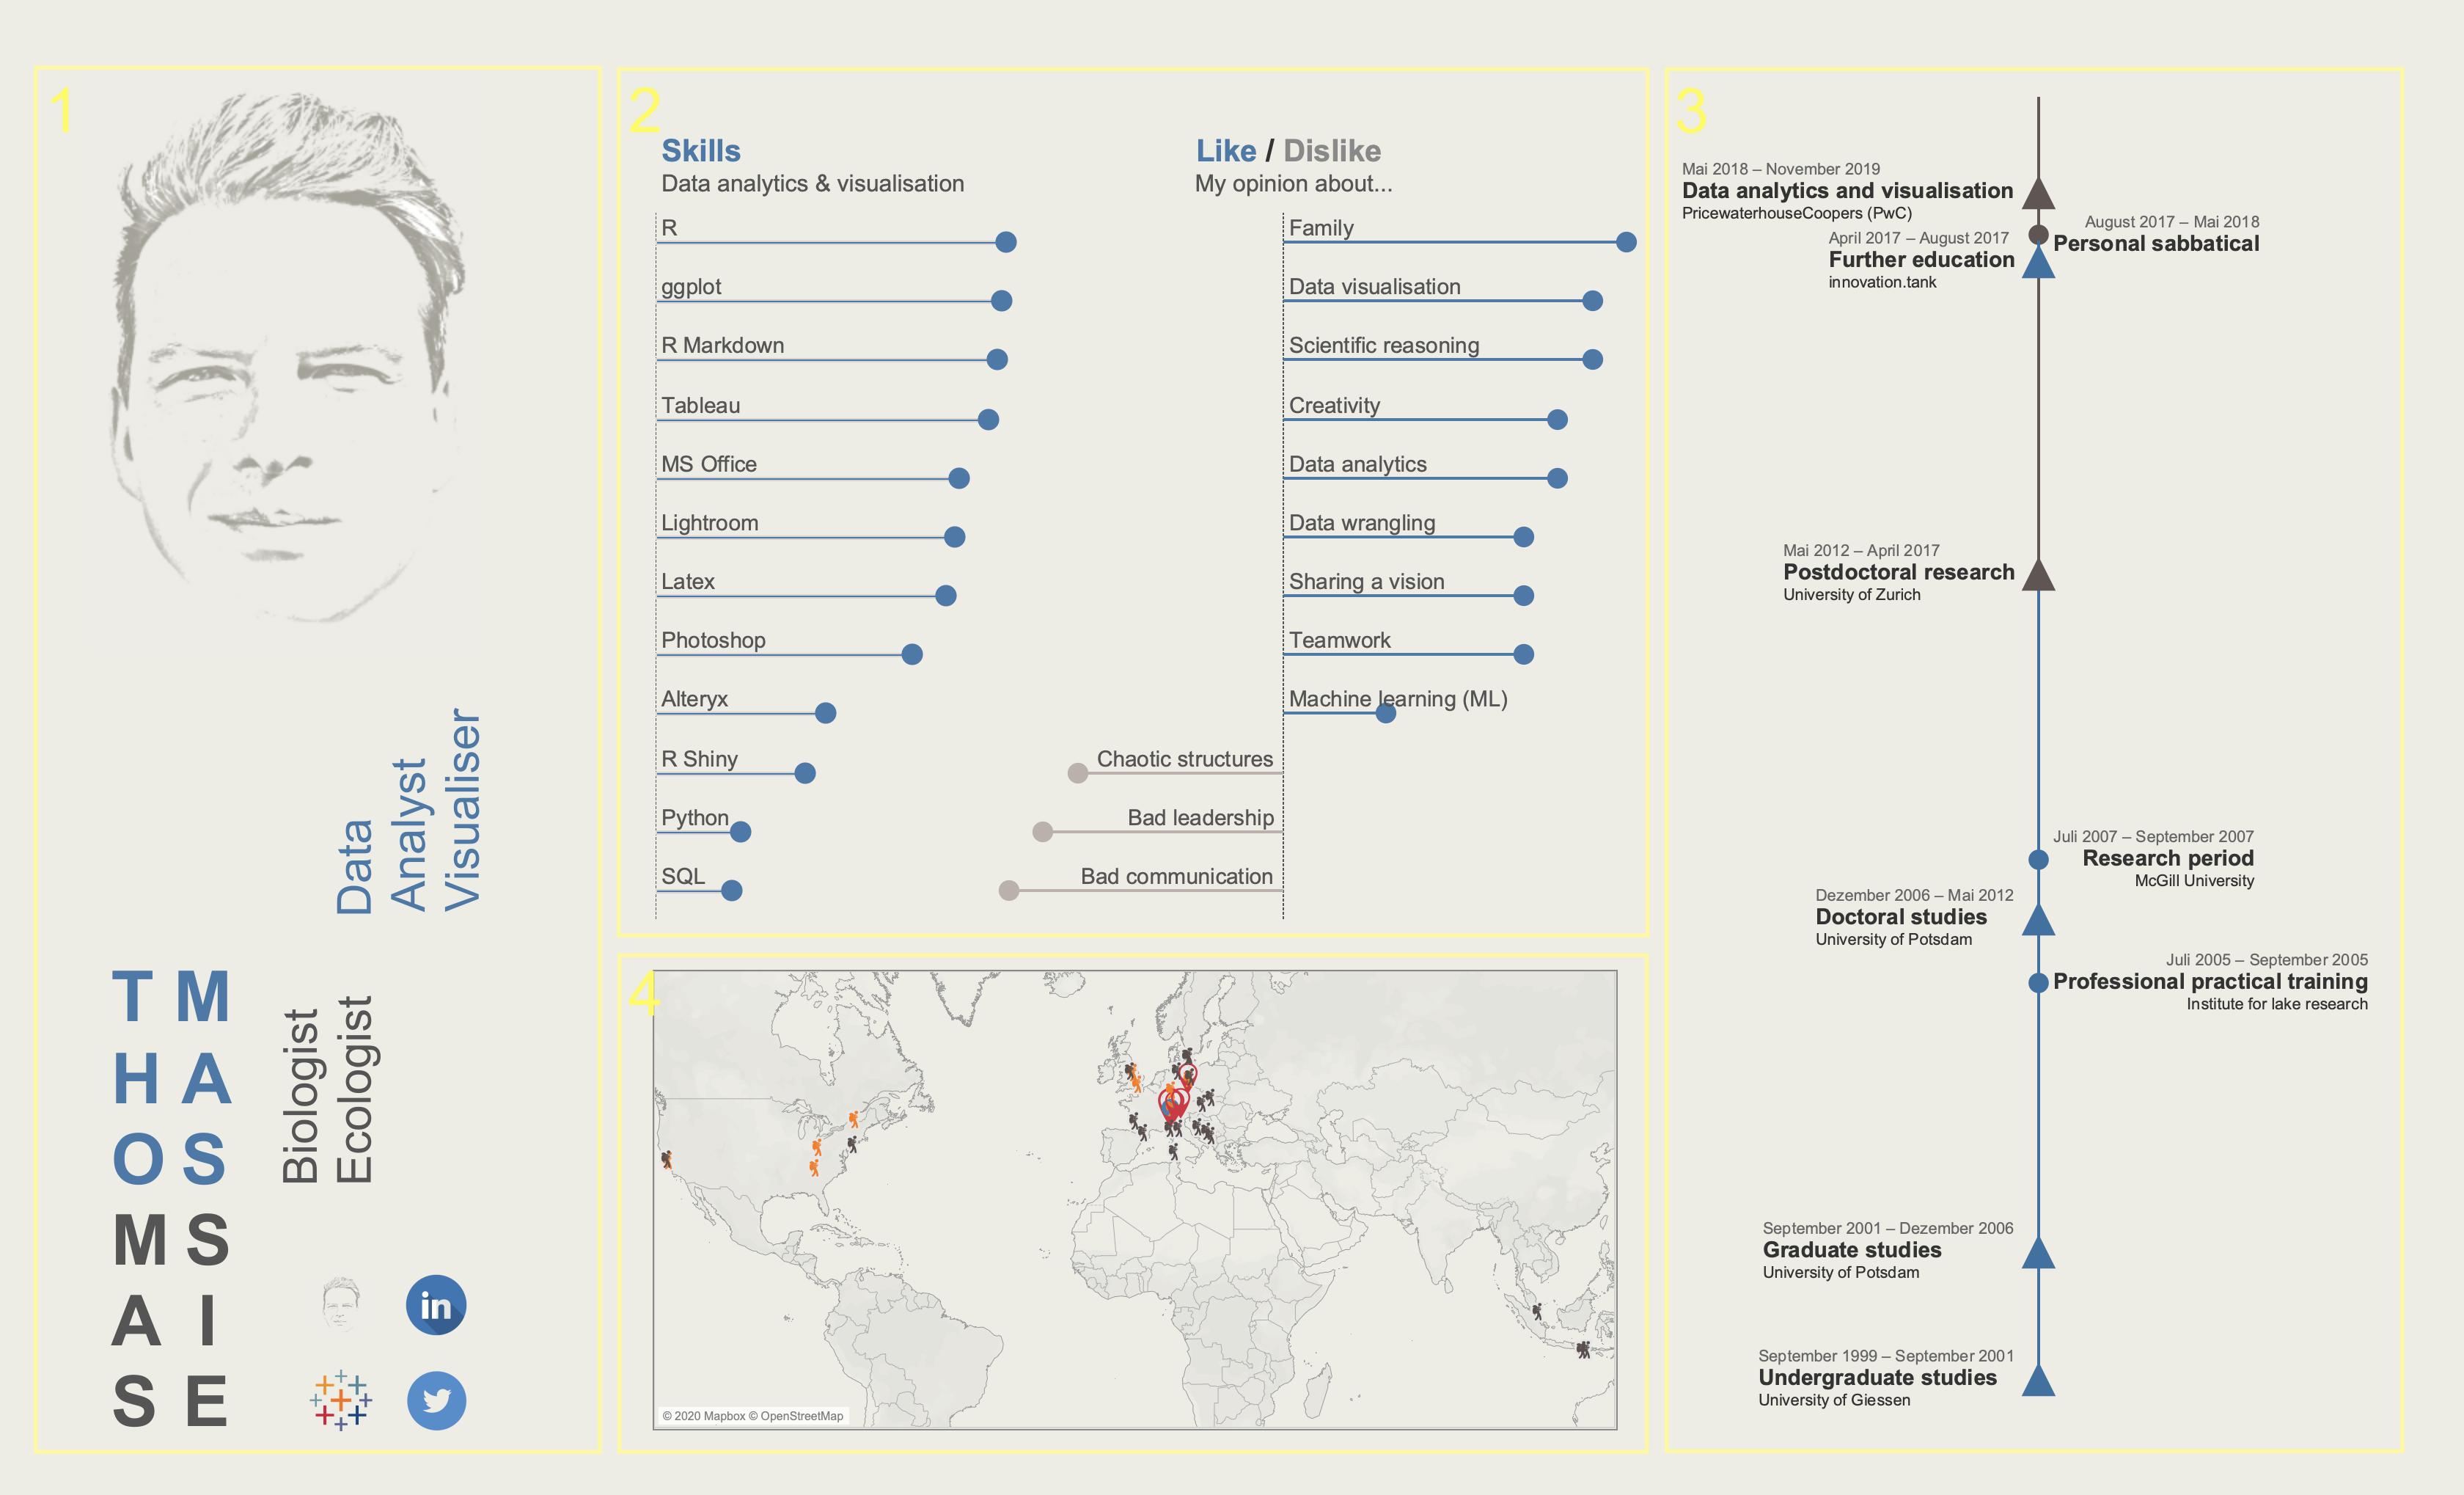 1
Data
Analyst
Visualiser
Biologist
Ecologist
THOMAS
MASSIE
in
2
Skills
Data analytics & visualisation
R
ggplot
R Markdown
Tableau
MS Office
Lightroom
Latex
Photoshop
Alteryx
R Shiny
Python
SQL
Like / Dislike
My opinion about...
Family
Data visualisation
Scientific reasoning
Creativity
Data analytics
Data wrangling
Sharing a vision
Teamwork
Machine learning (ML)
Chaotic structures
Bad leadership
Bad communication
3
Mai 2018 – November 2019
Data analytics and visualisation
PricewaterhouseCoopers (PwC)
August 2017 – Mai 2018
Personal sabbatical
April 2017 – August 2017
Further education
innovation.tank
Mai 2012 – April 2017
Postdoctoral research
University of Zurich
Juli 2007 – September 2007
Research period
McGill University
Dezember 2006 – Mai 2012
Doctoral studies
University of Potsdam
Juli 2005 – September 2005
Professional practical training
Institute for lake research
September 2001 – Dezember 2006
Graduate studies
University of Potsdam
September 1999 – September 2001
Undergraduate studies
University of Giessen
4
© 2020 Mapbox © OpenStreetMap